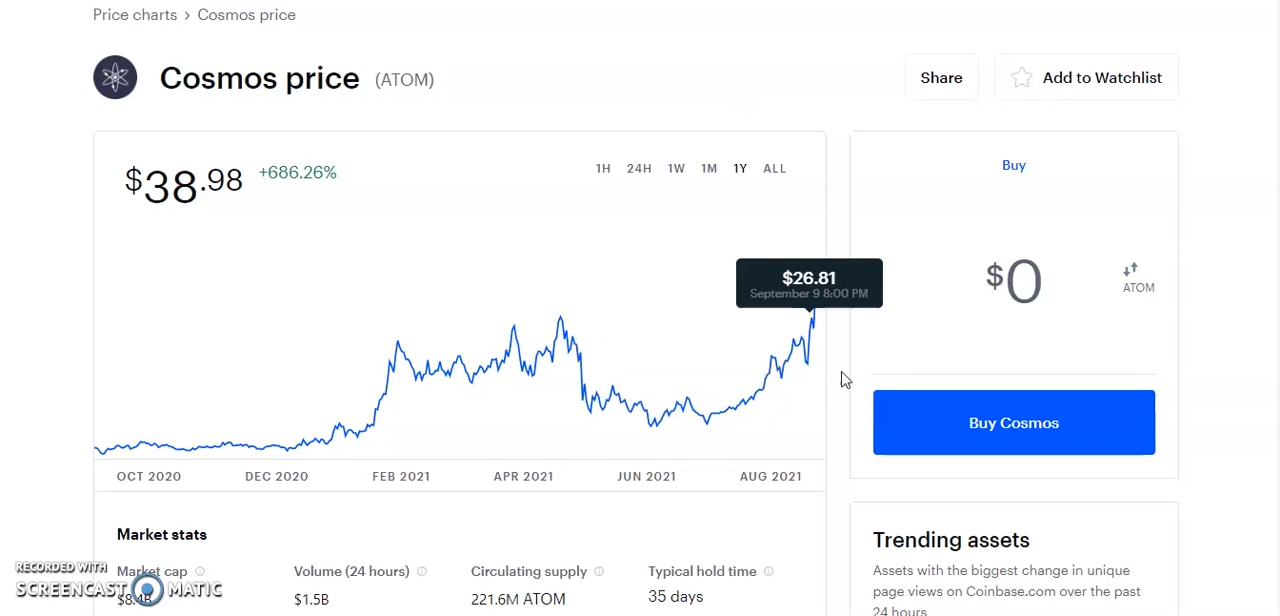 Price charts › Cosmos price
Cosmos price (ATOM)
Share
Add to Watchlist
$38.98 +686.26%
1H 24H 1W 1M 1Y ALL
$26.81
September 9 8:00 PM
OCT 2020 DEC 2020 FEB 2021 APR 2021 JUN 2021 AUG 2021
Buy
$0
ATOM
Buy Cosmos
Market stats
Market cap Volume (24 hours) Circulating supply Typical hold time
$8.4B $1.5B 221.6M ATOM 35 days
Trending assets
Assets with the biggest change in unique
page views on Coinbase.com over the past
24 hours
RECORDED WITH
SCREENCAST MATIC